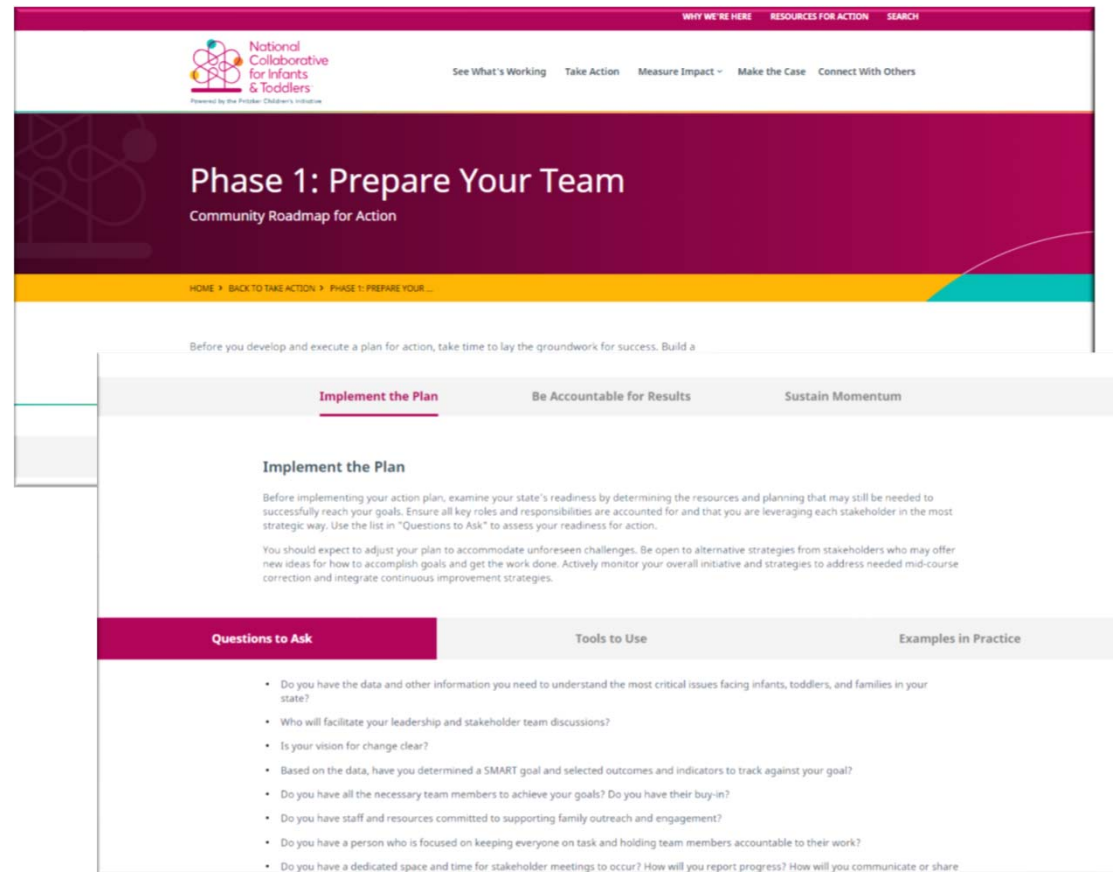 WHY WE'RE HERE RESOURCES FOR ACTION SEARCH
National
Collaborative
for Infants
& Toddlers
Powered by the Pritzker Children's Initiative
See What's Working Take Action Measure Impact Make the Case Connect With Others
Phase 1: Prepare Your Team
Community Roadmap for Action
HOME > BACK TO TAKE ACTION > PHASE 1: PREPARE YOUR ...
Before you develop and execute a plan for action, take time to lay the groundwork for success. Build a
Implement the Plan Be Accountable for Results Sustain Momentum
Implement the Plan
Before implementing your action plan, examine your state's readiness by determining the resources and planning that may still be needed to
successfully reach your goals. Ensure all key roles and responsibilities are accounted for and that you are leveraging each stakeholder in the most
strategic way. Use the list in "Questions to Ask" to assess your readiness for action.
You should expect to adjust your plan to accommodate unforeseen challenges. Be open to alternative strategies from stakeholders who may offer
new ideas for how to accomplish goals and get the work done. Actively monitor your overall initiative and strategies to address needed mid-course
correction and integrate continuous improvement strategies.
Questions to Ask Tools to Use Examples in Practice
• Do you have the data and other information you need to understand the most critical issues facing infants, toddlers, and families in your
state?
• Who will facilitate your leadership and stakeholder team discussions?
• Is your vision for change clear?
• Based on the data, have you determined a SMART goal and selected outcomes and indicators to track against your goal?
• Do you have all the necessary team members to achieve your goals? Do you have their buy-in?
• Do you have staff and resources committed to supporting family outreach and engagement?
• Do you have a person who is focused on keeping everyone on task and holding team members accountable to their work?
• Do you have a dedicated space and time for stakeholder meetings to occur? How will you report progress? How will you communicate or share